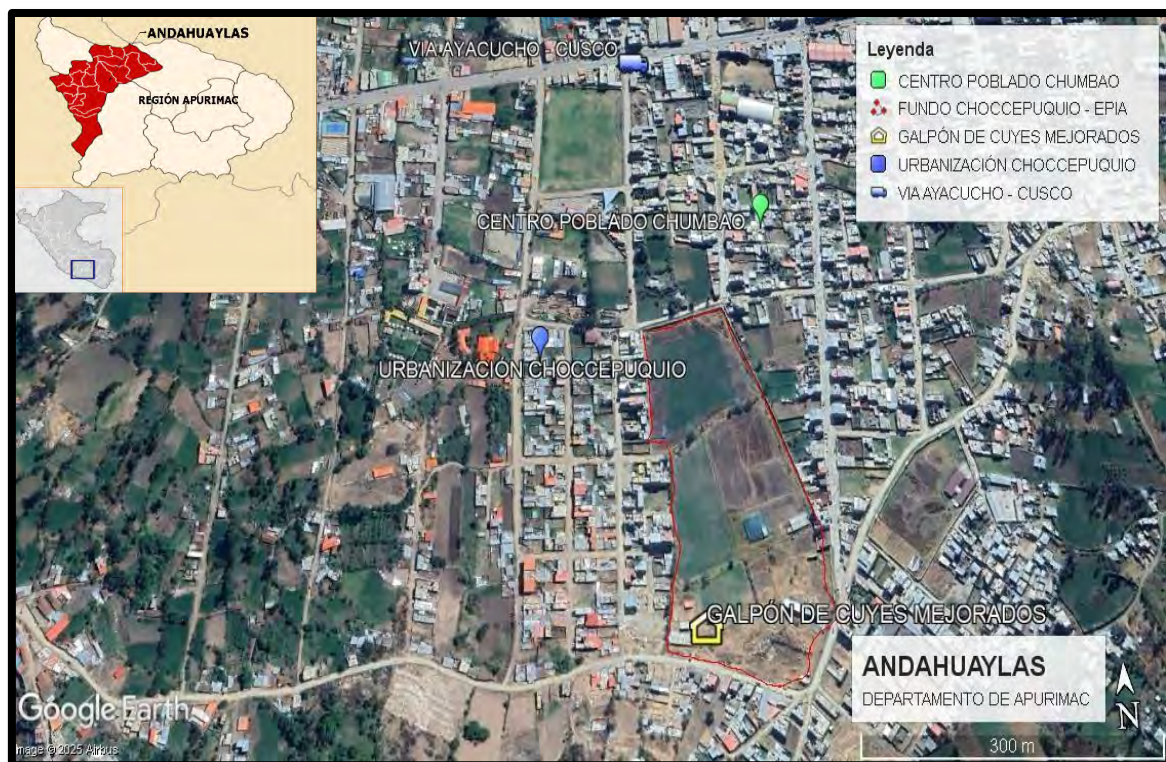 ANDAHUAYLAS
REGIÓN APURIMAC
VIA AYACUCHO - CUSCO
Leyenda
CENTRO POBLADO CHUMBAO
FUNDO CHOCCEPUQUIO - EPIA
GALPÓN DE CUYES MEJORADOS
URBANIZACIÓN CHOCCEPUQUIO
VIA AYACUCHO - CUSCO
CENTRO POBLADO CHUMBAO
URBANIZACIÓN CHOCCEPUQUIO
GALPÓN DE CUYES MEJORADOS
ANDAHUAYLAS
DEPARTAMENTO DE APURIMAC
N
300 m
Google Earth
Image © 2025 Airbus